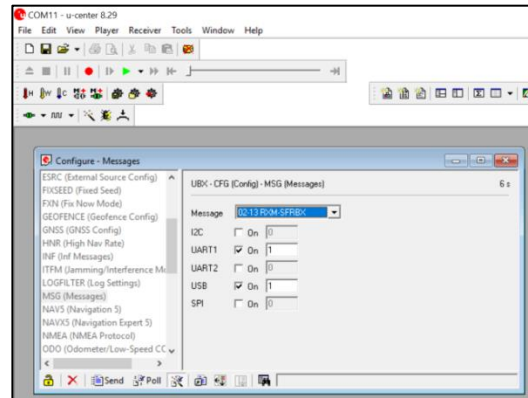 COM11 - u-center 8.29
File Edit View Player Receiver Tools Window Help
Configure - Messages
ESRC (External Source Config)
FIXSEED (Fixed Seed)
FXN (Fix Now Mode)
GEOFENCE (Geofence Config)
GNSS (GNSS Config)
HNR (High Nav Rate)
INF (Inf Messages)
ITFM (Jamming/Interference Mo
LOGFILTER (Log Settings)
MSG (Messages)
NAV5 (Navigation 5)
NAVX5 (Navigation Expert 5)
NMEA (NMEA Protocol)
ODO (Odometer/Low-Speed CC
UBX - CFG (Config) - MSG (Messages) 6 s
Message 02-13 RXM-SFRBX
I2C On 0
UART1 On 1
UART2 On 0
USB On 1
SPI On 0
Send Poll